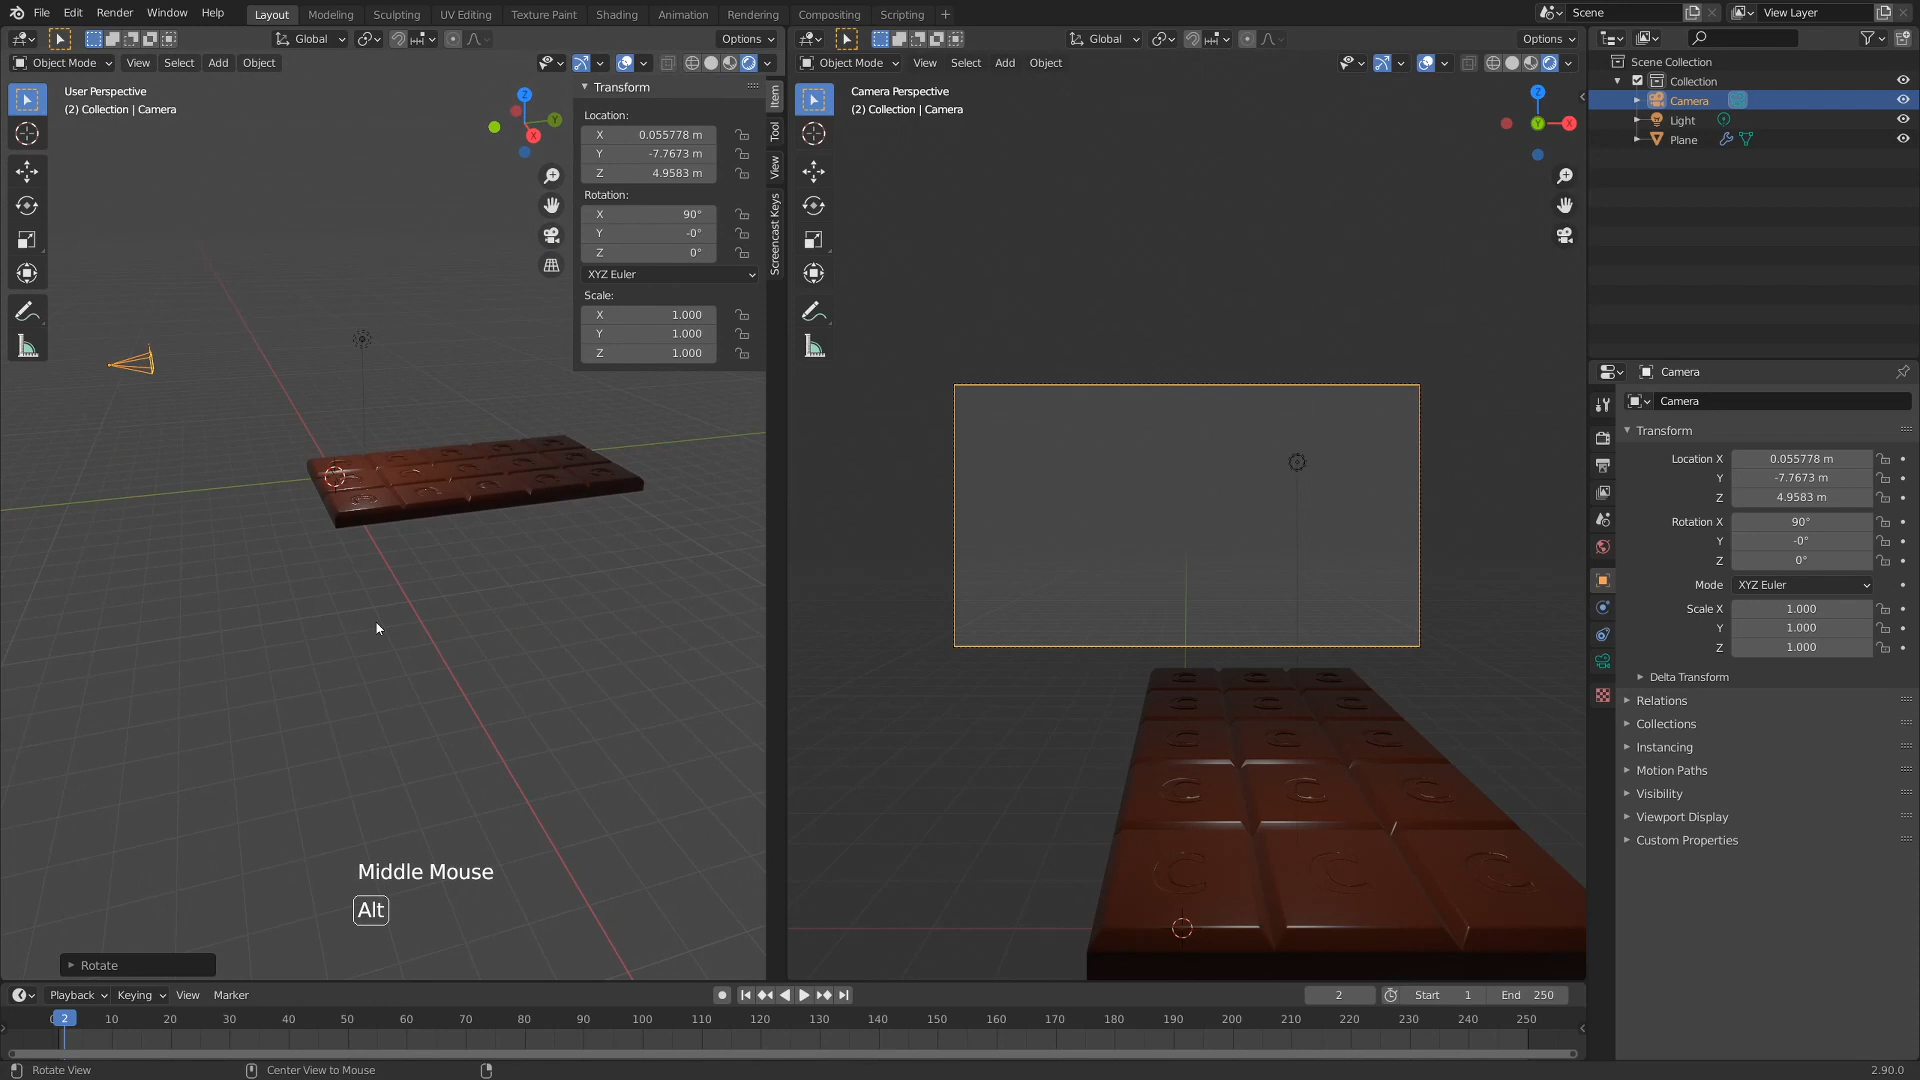 File Edit Render Window Help Layout Modeling Sculpting UV Editing Texture Paint Shading Animation Rendering Compositing Scripting + Scene View Layer
Global Options Global Options
Object Mode View Select Add Object Object Mode View Select Add Object
User Perspective
(2) Collection | Camera
Z
Y
X
Transform
Location:
X 0.055778 m
Y -7.7673 m
Z 4.9583 m
Rotation:
X 90°
Y -0°
Z 0°
XYZ Euler
Scale:
X 1.000
Y 1.000
Z 1.000
Item
Tool
View
Screencast Keys
Middle Mouse
Alt
Rotate
Camera Perspective
(2) Collection | Camera
Z
Y
X
Scene Collection
Collection
Camera
Light
Plane
Camera
Camera
Transform
Location X 0.055778 m
Y -7.7673 m
Z 4.9583 m
Rotation X 90°
Y -0°
Z 0°
Mode XYZ Euler
Scale X 1.000
Y 1.000
Z 1.000
Delta Transform
Relations
Collections
Instancing
Motion Paths
Visibility
Viewport Display
Custom Properties
Playback Keying View Marker 2 Start 1 End 250
2 10 20 30 40 50 60 70 80 90 100 110 120 130 140 150 160 170 180 190 200 210 220 230 240 250
Rotate View Center View to Mouse 2.90.0